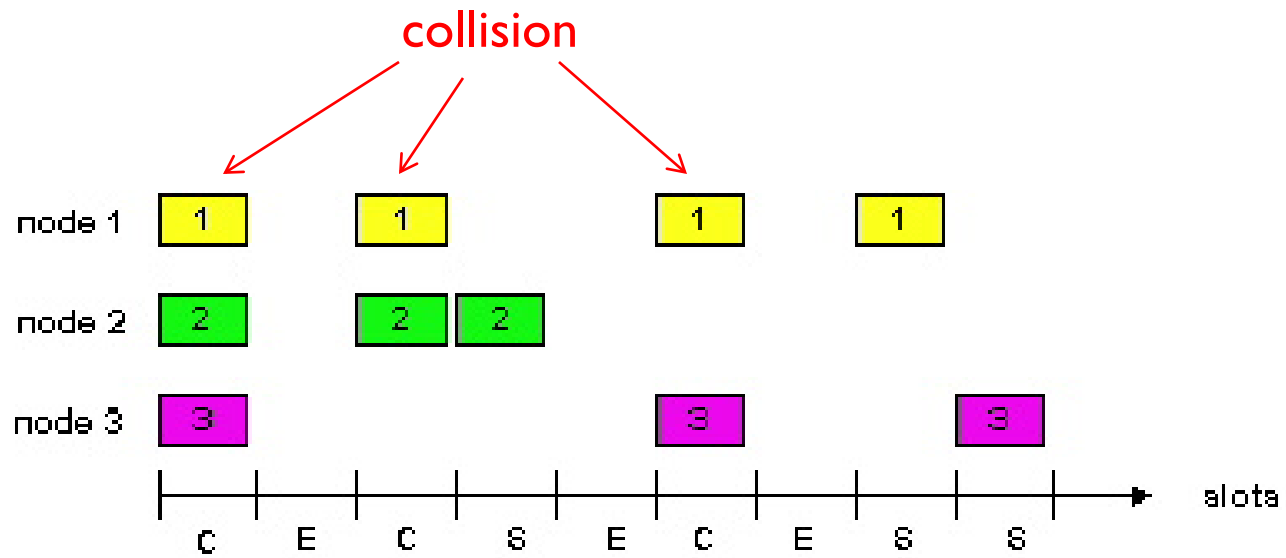 collision
node 1 1 1 1 1
node 2 2 2 2
node 3 3 3 3
slots
C E C S E C E S S